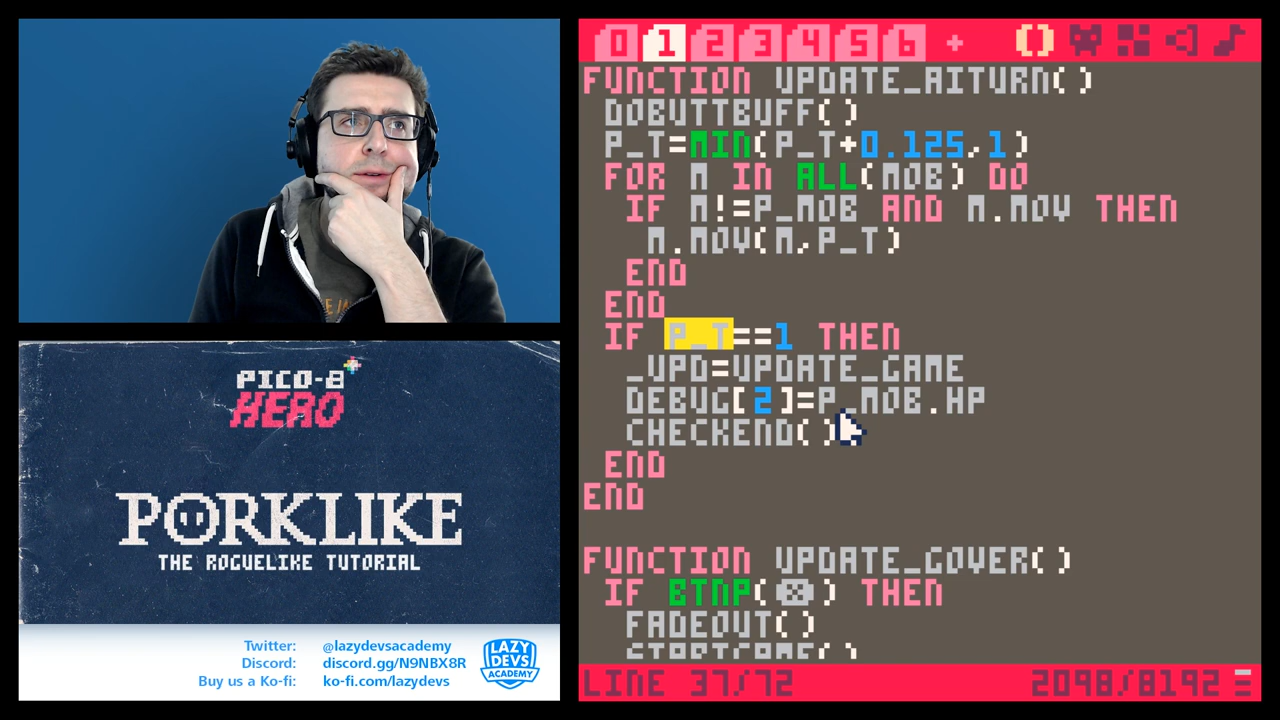 0 1 2 3 4 5 6 +
FUNCTION UPDATE_AITURN()
DOBUTTBUFF()
P_T=MIN(P_T+0.125,1)
FOR M IN ALL(MOB) DO
IF M!=P_MOB AND M.MOV THEN
M.MOV(M,P_T)
END
END
IF P_T==1 THEN
_UPD=UPDATE_GAME
DEBUG[2]=P_MOB.HP
CHECKEND()
END
END
FUNCTION UPDATE_GOVER()
IF BTNP(❎) THEN
FADEOUT()
STARTGAME()
LINE 37/72 2098/8192
PICO-8
HERO
PORKLIKE
THE ROGUELIKE TUTORIAL
Twitter: @lazydevsacademy
Discord: discord.gg/N9NBX8R
Buy us a Ko-fi: ko-fi.com/lazydevs
LAZY
DEVS
ACADEMY